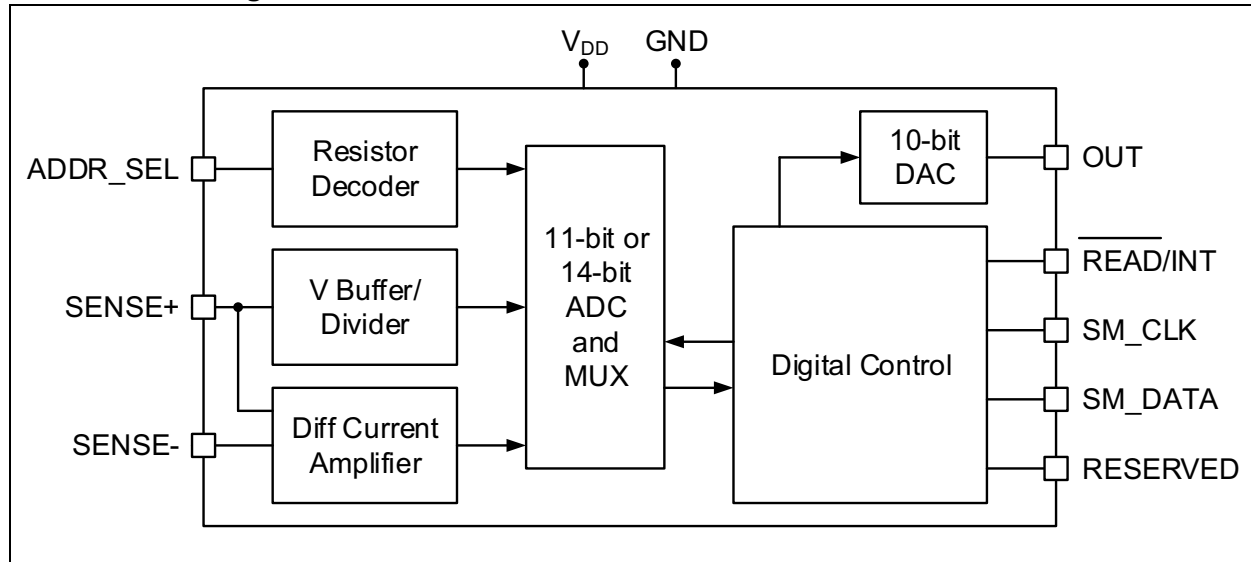 V_DD GND
ADDR_SEL
Resistor
Decoder
SENSE+
V Buffer/
Divider
SENSE-
Diff Current
Amplifier
11-bit or
14-bit
ADC
and
MUX
10-bit
DAC
Digital Control
OUT
READ/INT
SM_CLK
SM_DATA
RESERVED